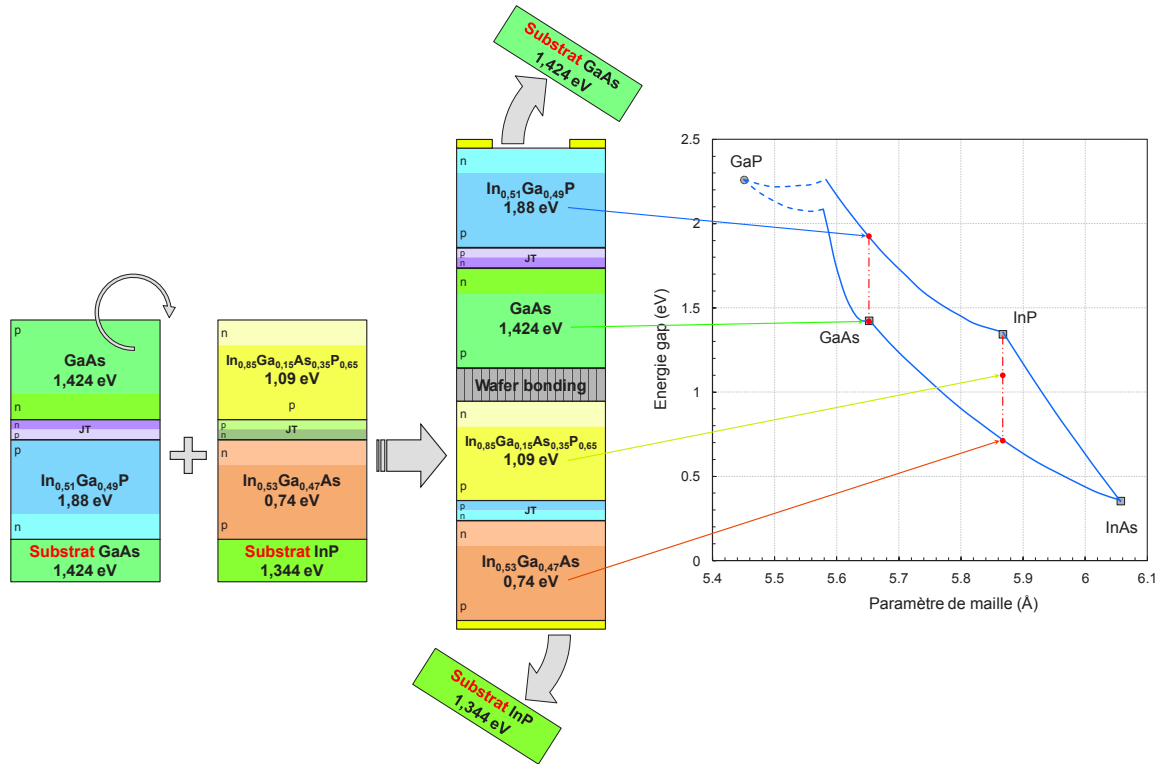 Substrat GaAs
1,424 eV
p
GaAs
1,424 eV
n
n
p
JT
p
In0,51Ga0,49P
1,88 eV
n
Substrat GaAs
1,424 eV
n
In0,85Ga0,15As0,35P0,65
1,09 eV
p
p
n
JT
n
In0,53Ga0,47As
0,74 eV
p
Substrat InP
1,344 eV
n
In0,51Ga0,49P
1,88 eV
p
p
n
JT
n
GaAs
1,424 eV
p
Wafer bonding
n
In0,85Ga0,15As0,35P0,65
1,09 eV
p
p
n
JT
n
In0,53Ga0,47As
0,74 eV
p
Substrat InP
1,344 eV
Energie gap (eV)
2.5
2
1.5
1
0.5
0
GaP
GaAs
InP
InAs
5.4
5.5
5.6
5.7
5.8
5.9
6
6.1
Paramètre de maille (Å)